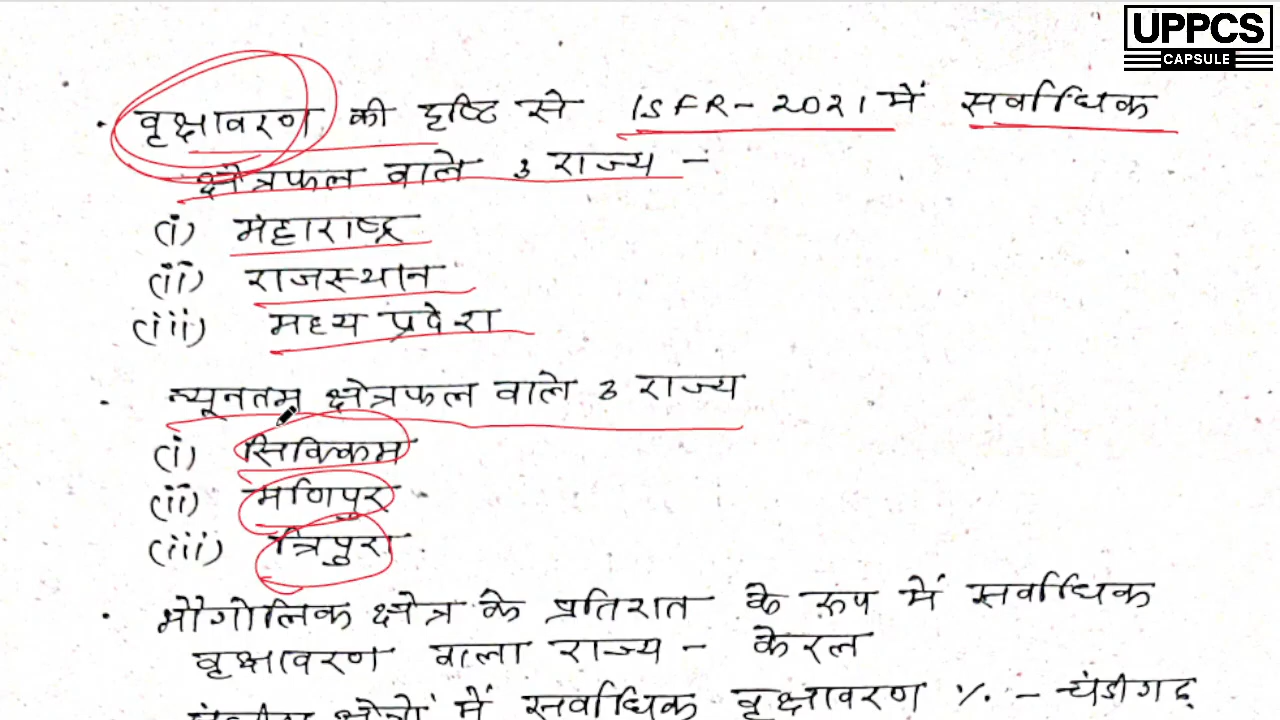 UPPCS
CAPSULE
• वृक्षावरण की दृष्टि से ISFR - 2021 में सर्वाधिक
क्षेत्रफल वाले 3 राज्य -
(i) महाराष्ट्र
(ii) राजस्थान
(iii) मध्य प्रदेश
• न्यूनतम क्षेत्रफल वाले 3 राज्य
(i) सिक्किम
(ii) मणिपुर
(iii) त्रिपुरा
• भौगोलिक क्षेत्र के प्रतिशत के रुप में सर्वाधिक
वृक्षावरण वाला राज्य - केरल
क्षेत्रों में सर्वाधिक वृक्षावरण %. - चंडीगढ़